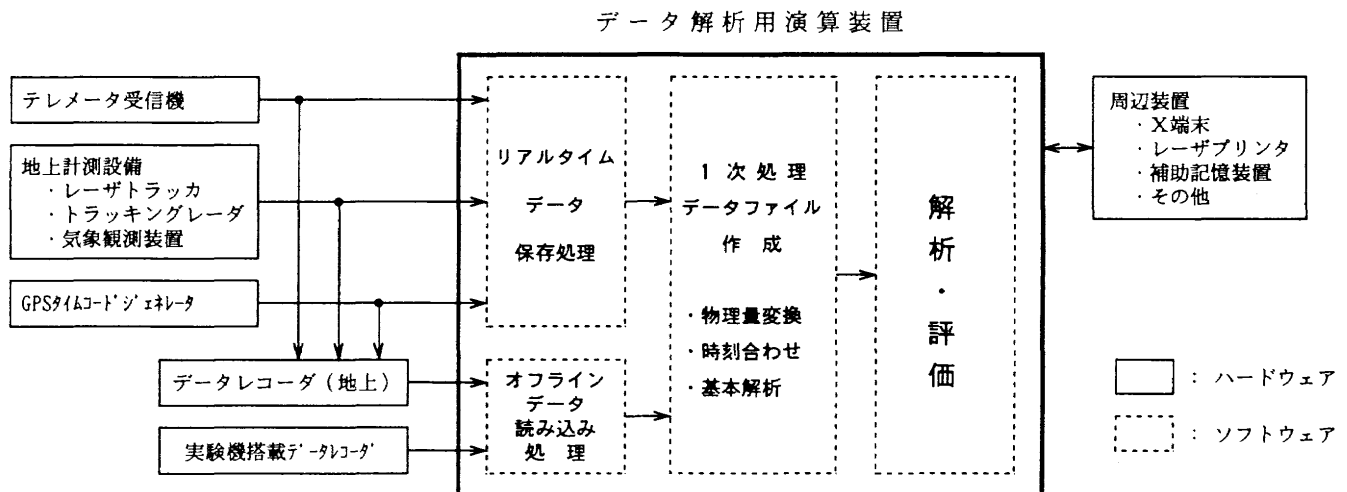 データ解析用演算装置
テレメータ受信機
地上計測設備
・レーザトラッカ
・トラッキングレーダ
・気象観測装置
GPSﾀｲﾑｺｰﾄﾞｼﾞｪﾈﾚｰﾀ
データレコーダ（地上）
実験機搭載ﾃﾞｰﾀﾚｺｰﾀﾞ
リアルタイム
データ
保存処理
オフライン
データ
読み込み
処理
1次処理
データファイル
作成
・物理量変換
・時刻合わせ
・基本解析
解析・評価
周辺装置
・X端末
・レーザプリンタ
・補助記憶装置
・その他
：ハードウェア
：ソフトウェア